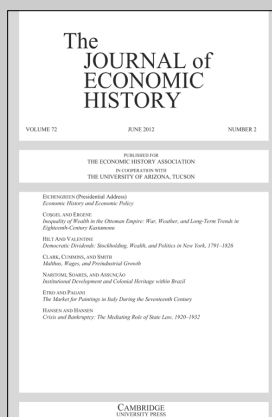 The
JOURNAL of
ECONOMIC
HISTORY
VOLUME 72 JUNE 2012 NUMBER 2
PUBLISHED FOR
THE ECONOMIC HISTORY ASSOCIATION
IN COOPERATION WITH
THE UNIVERSITY OF ARIZONA, TUCSON
EICHENGREEN (Presidential Address)
Economic History and Economic Policy
COŞGEL AND ERGENE
Inequality of Wealth in the Ottoman Empire: War, Weather, and Long-Term Trends in
Eighteenth-Century Kastamonu
HILT AND VALENTINE
Democratic Dividends: Stockholding, Wealth, and Politics in New York, 1791–1826
CLARK, CUMMINS, AND SMITH
Malthus, Wages, and Preindustrial Growth
NARITOMI, SOARES, AND ASSUNÇÃO
Institutional Development and Colonial Heritage within Brazil
ETRO AND PAGANI
The Market for Paintings in Italy During the Seventeenth Century
HANSEN AND HANSEN
Crisis and Bankruptcy: The Mediating Role of State Law, 1920–1932
CAMBRIDGE
UNIVERSITY PRESS